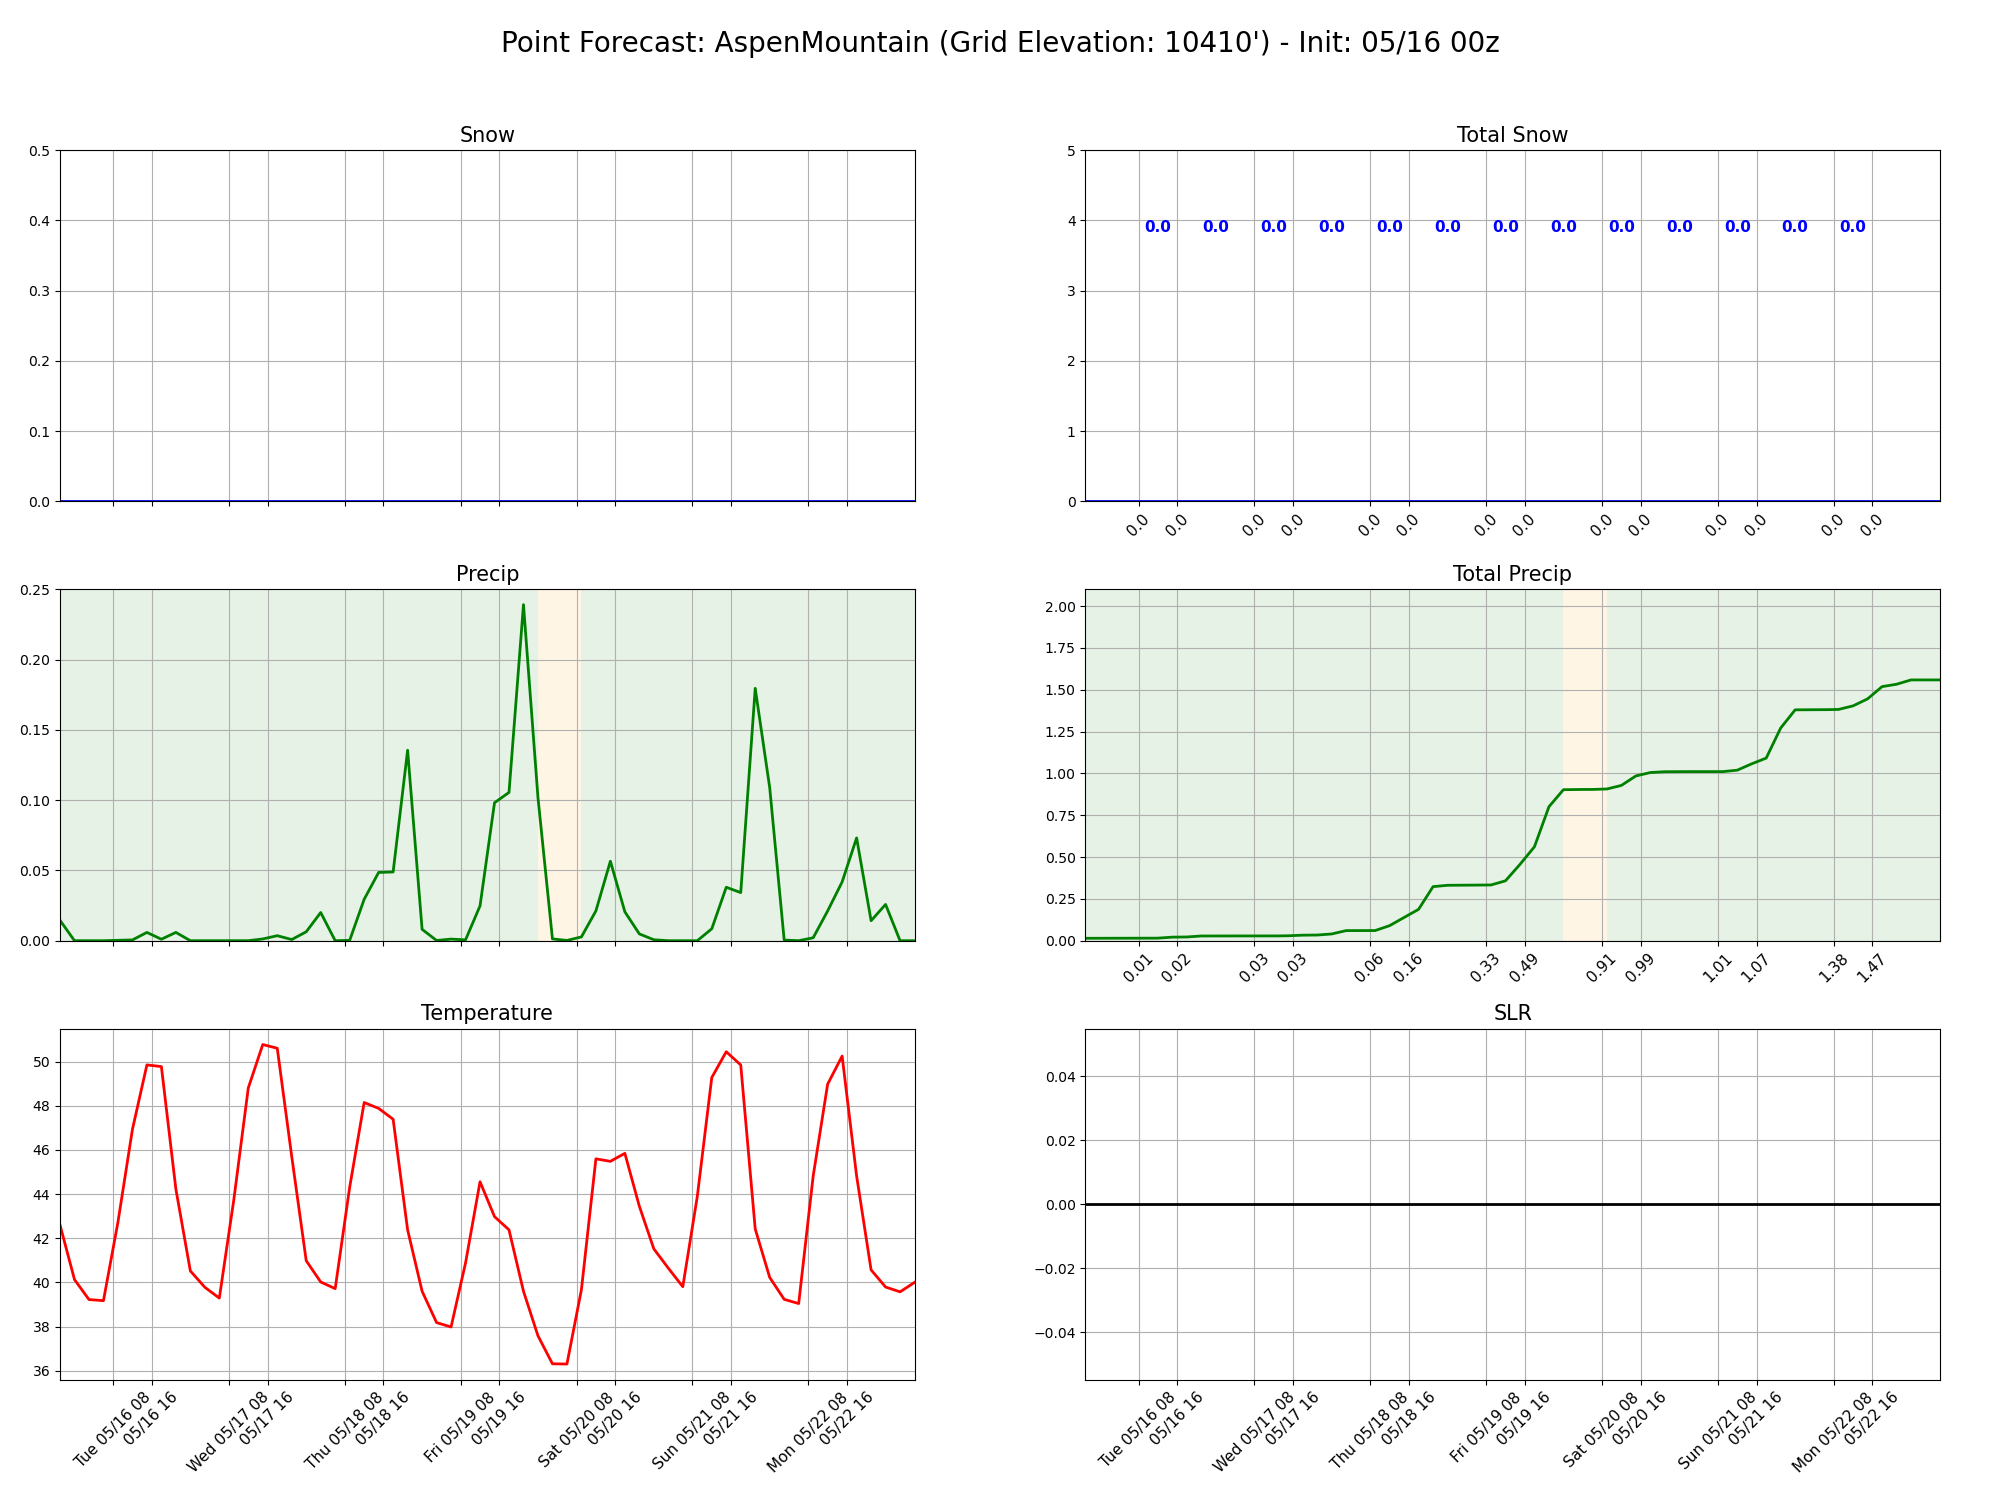 Point Forecast: AspenMountain (Grid Elevation: 10410') - Init: 05/16 00z
Snow
0.5
0.4
0.3
0.2
0.1
0.0
Total Snow
5
4
3
2
1
0
0.0 0.0 0.0 0.0 0.0 0.0 0.0 0.0 0.0 0.0 0.0 0.0 0.0
0.0 0.0 0.0 0.0 0.0 0.0 0.0 0.0 0.0 0.0 0.0 0.0 0.0 0.0
Precip
0.25
0.20
0.15
0.10
0.05
0.00
Total Precip
2.00
1.75
1.50
1.25
1.00
0.75
0.50
0.25
0.00
0.01 0.02 0.03 0.03 0.06 0.16 0.33 0.49 0.91 0.99 1.01 1.07 1.38 1.47
Temperature
50
48
46
44
42
40
38
36
Tue 05/16 08
05/16 16
Wed 05/17 08
05/17 16
Thu 05/18 08
05/18 16
Fri 05/19 08
05/19 16
Sat 05/20 08
05/20 16
Sun 05/21 08
05/21 16
Mon 05/22 08
05/22 16
SLR
0.04
0.02
0.00
−0.02
−0.04
Tue 05/16 08
05/16 16
Wed 05/17 08
05/17 16
Thu 05/18 08
05/18 16
Fri 05/19 08
05/19 16
Sat 05/20 08
05/20 16
Sun 05/21 08
05/21 16
Mon 05/22 08
05/22 16